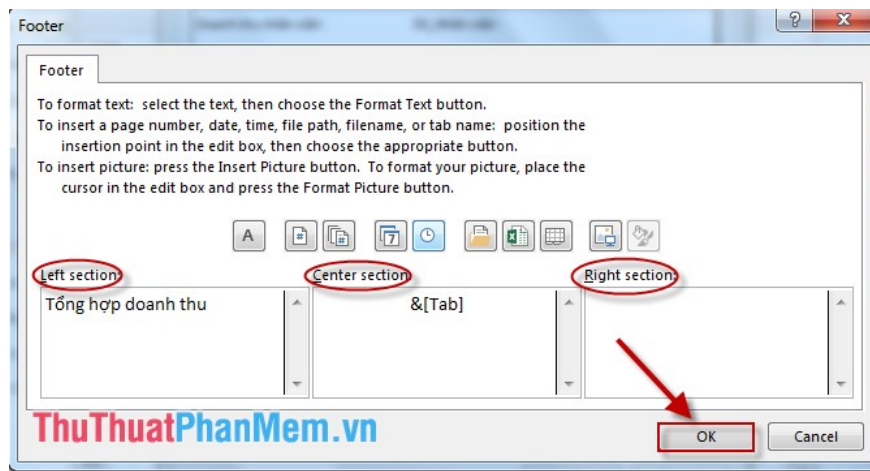 Footer
Footer
To format text: select the text, then choose the Format Text button.
To insert a page number, date, time, file path, filename, or tab name: position the
insertion point in the edit box, then choose the appropriate button.
To insert picture: press the Insert Picture button. To format your picture, place the
cursor in the edit box and press the Format Picture button.
A
Left section: Center section Right section:
Tổng hợp doanh thu &[Tab]
ThuThuatPhanMem.vn
OK Cancel